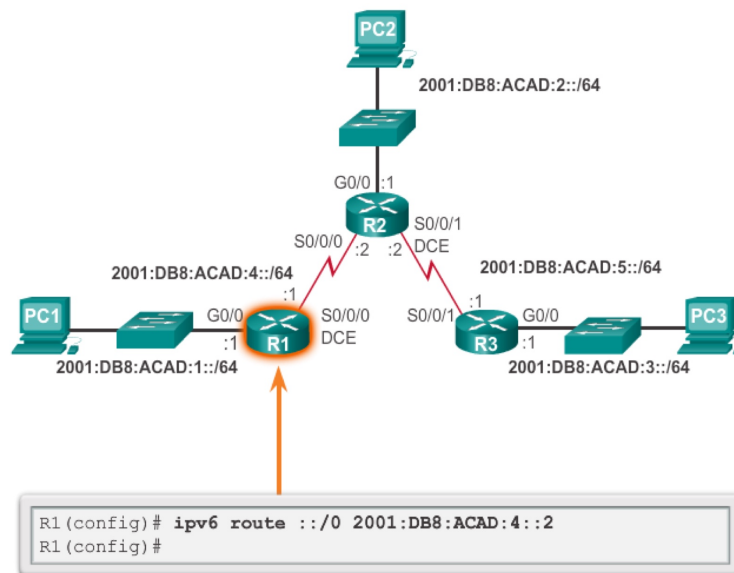 PC2
2001:DB8:ACAD:2::/64
G0/0 :1
R2
S0/0/0 :2
:2 S0/0/1
DCE
2001:DB8:ACAD:4::/64
2001:DB8:ACAD:5::/64
:1
:1
PC1
G0/0
:1
R1
S0/0/0
DCE
S0/0/1
R3
G0/0
:1
PC3
2001:DB8:ACAD:1::/64
2001:DB8:ACAD:3::/64
R1(config)# ipv6 route ::/0 2001:DB8:ACAD:4::2
R1(config)#